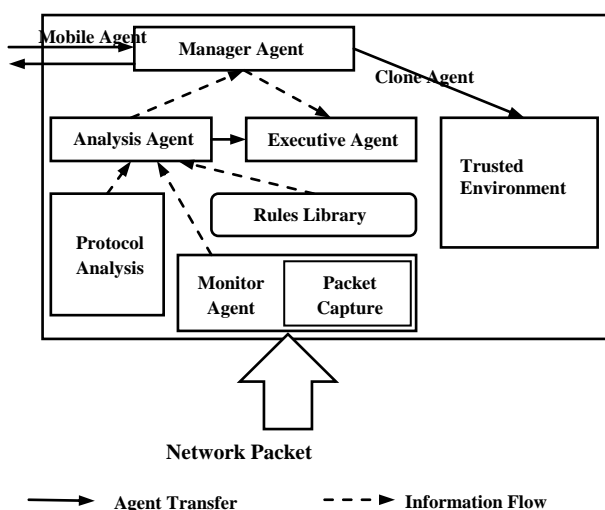 Mobile Agent
Manager Agent
Clone Agent
Analysis Agent
Executive Agent
Trusted
Environment
Rules Library
Protocol
Analysis
Monitor
Agent
Packet
Capture
Network Packet
Agent Transfer
Information Flow